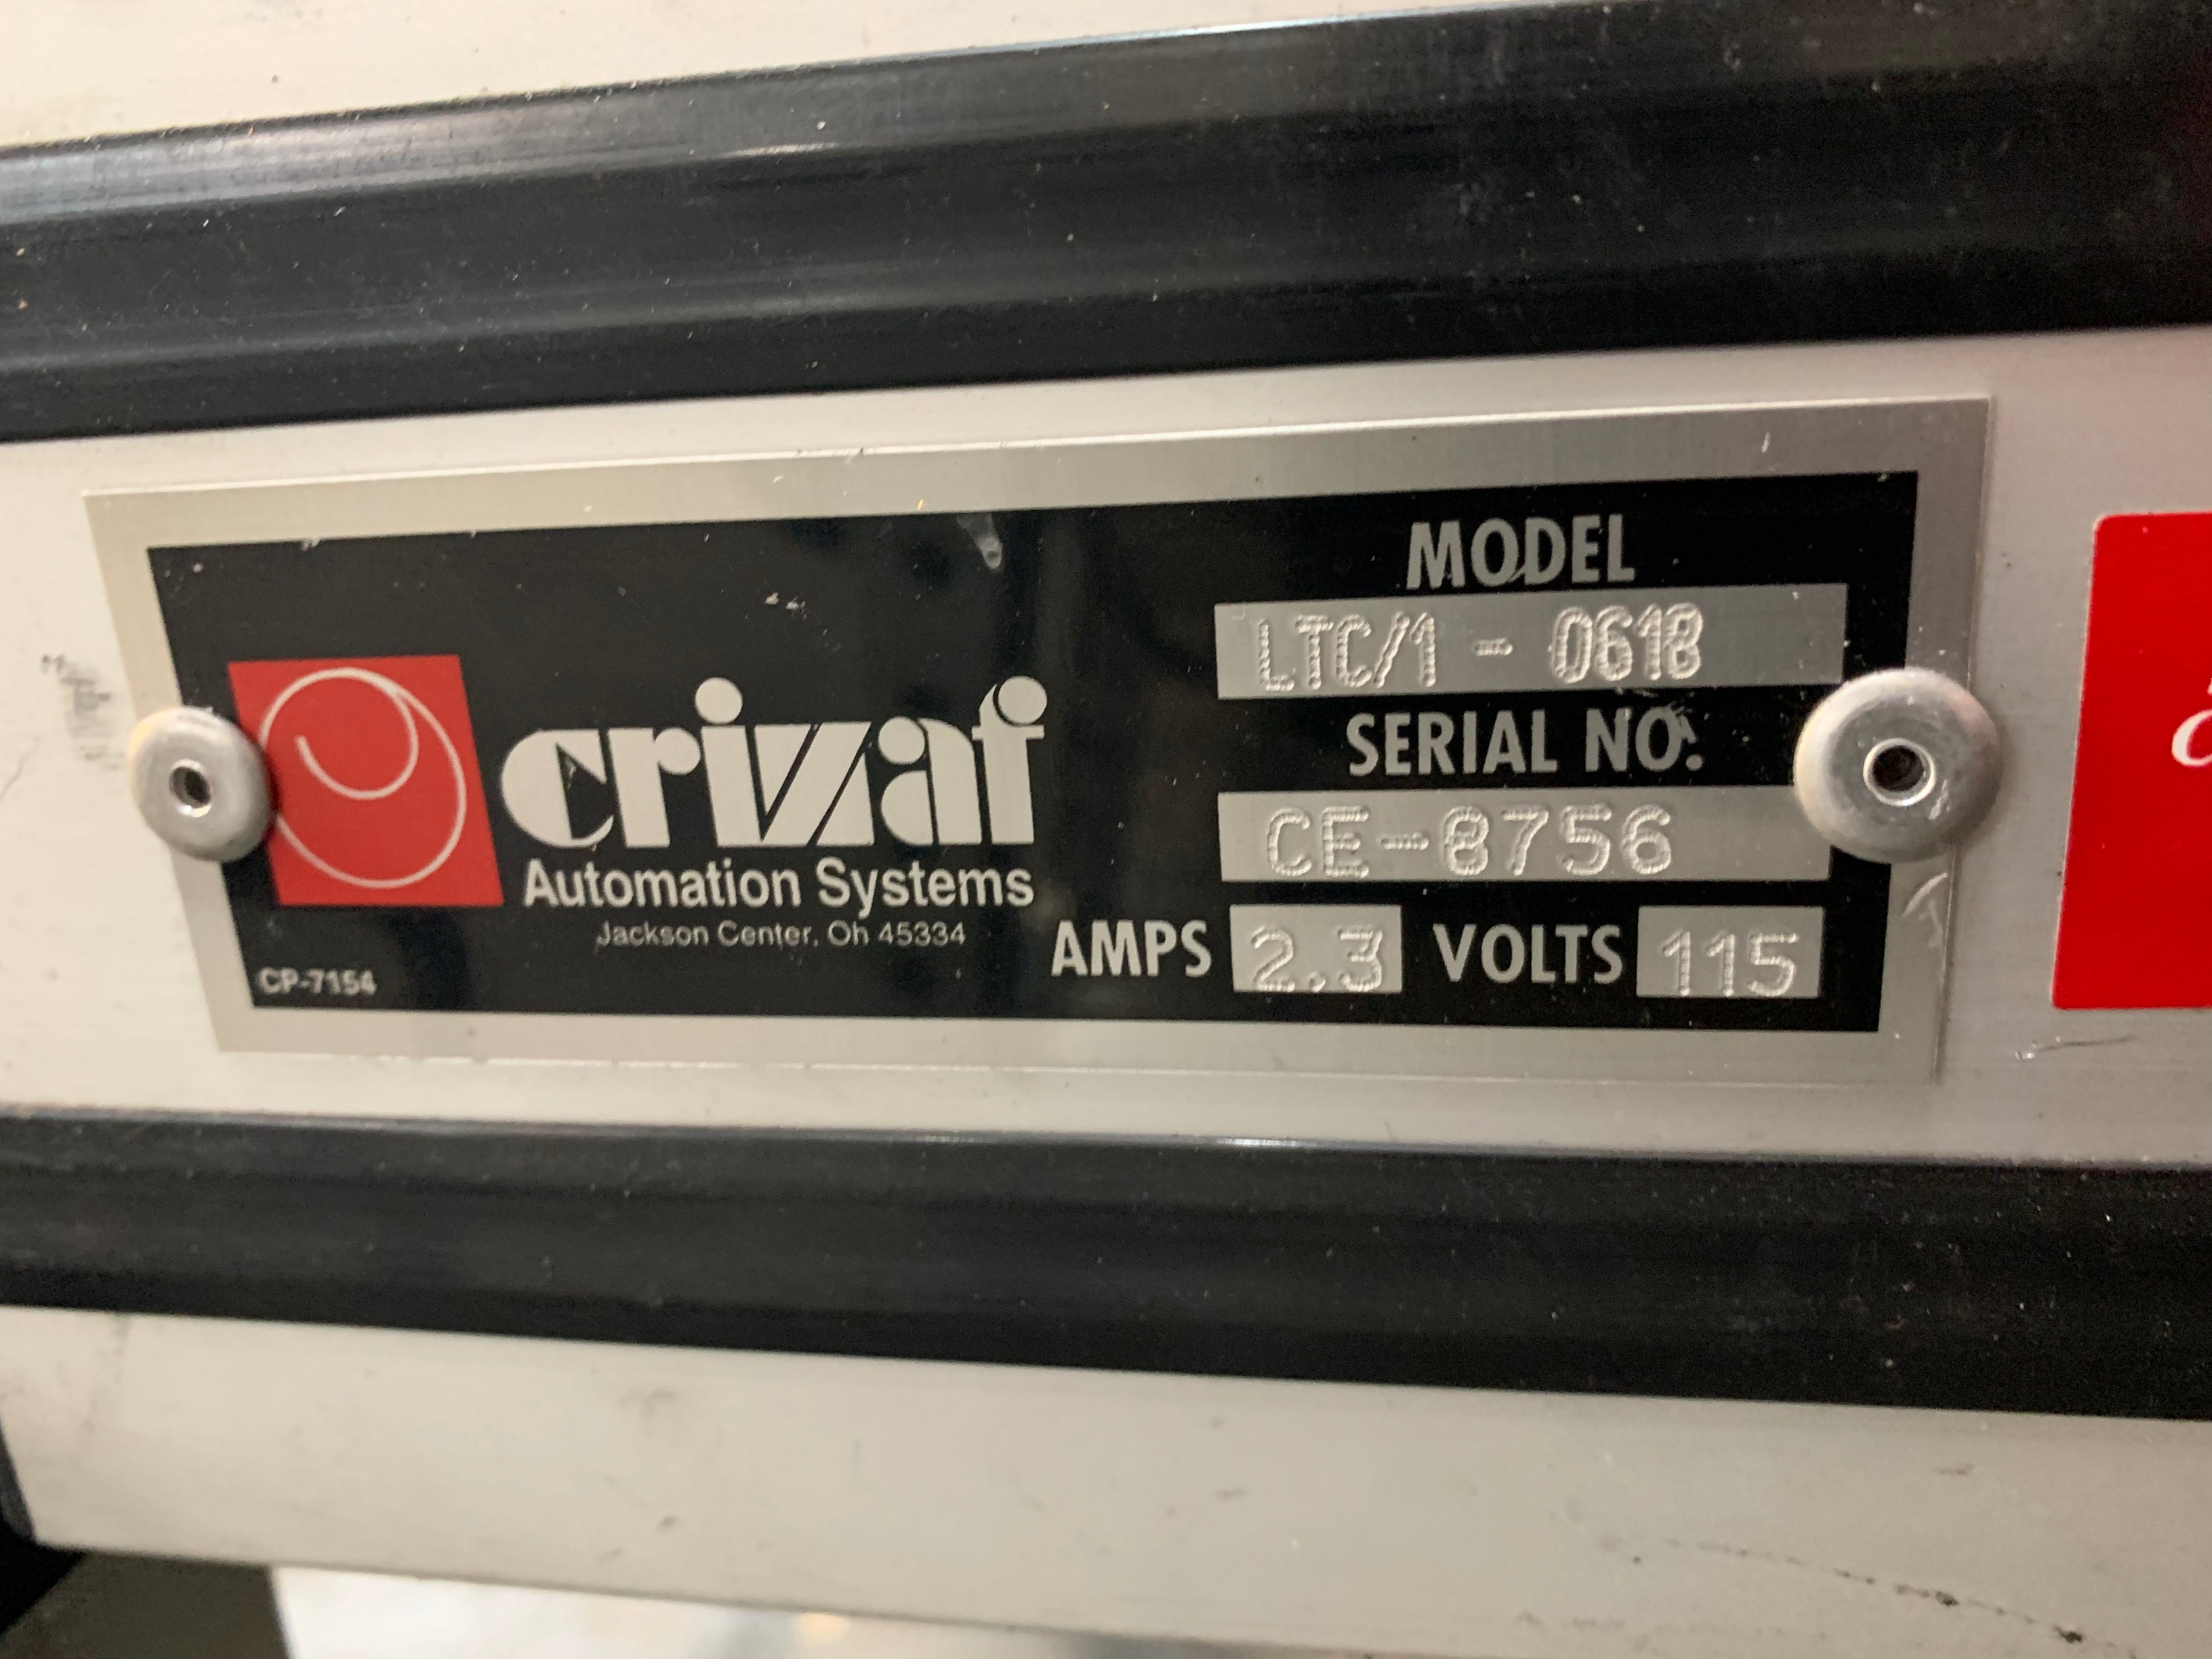 MODEL
LTC/1 - 0618
SERIAL NO.
CE-8756
AMPS 2.3 VOLTS 115
crizaf
Automation Systems
Jackson Center, Oh 45334
CP-7154